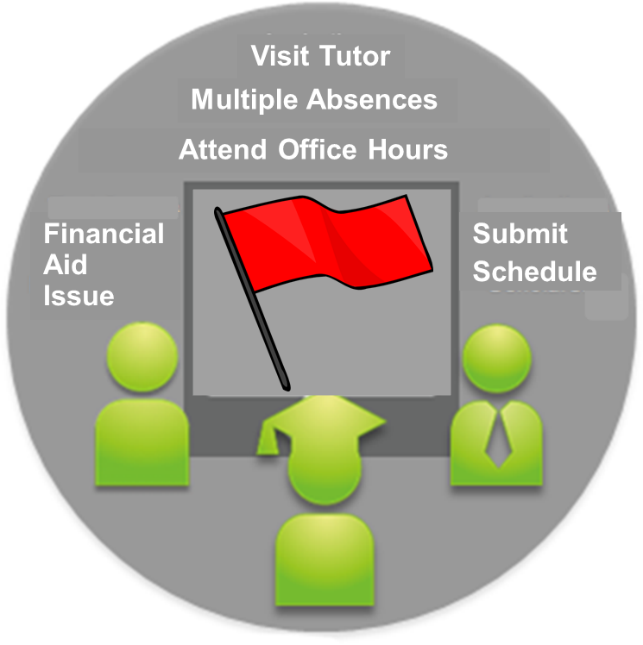 Visit Tutor
Multiple Absences
Attend Office Hours
Financial
Aid
Issue
Submit
Schedule